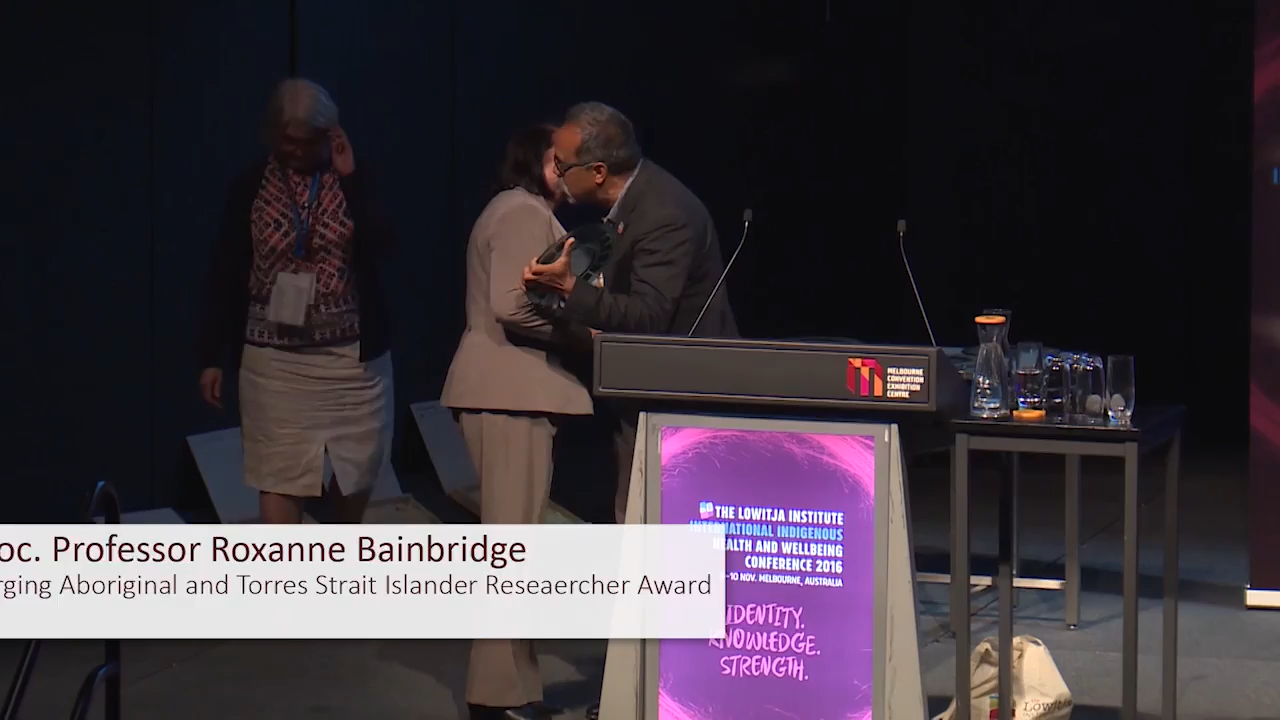 MELBOURNE
CONVENTION
EXHIBITION
CENTRE
THE LOWITJA INSTITUTE
INTERNATIONAL INDIGENOUS
HEALTH AND WELLBEING
CONFERENCE 2016
-10 NOV. MELBOURNE, AUSTRALIA
IDENTITY.
KNOWLEDGE.
STRENGTH.
oc. Professor Roxanne Bainbridge
rging Aboriginal and Torres Strait Islander Reseaercher Award
Lowitja